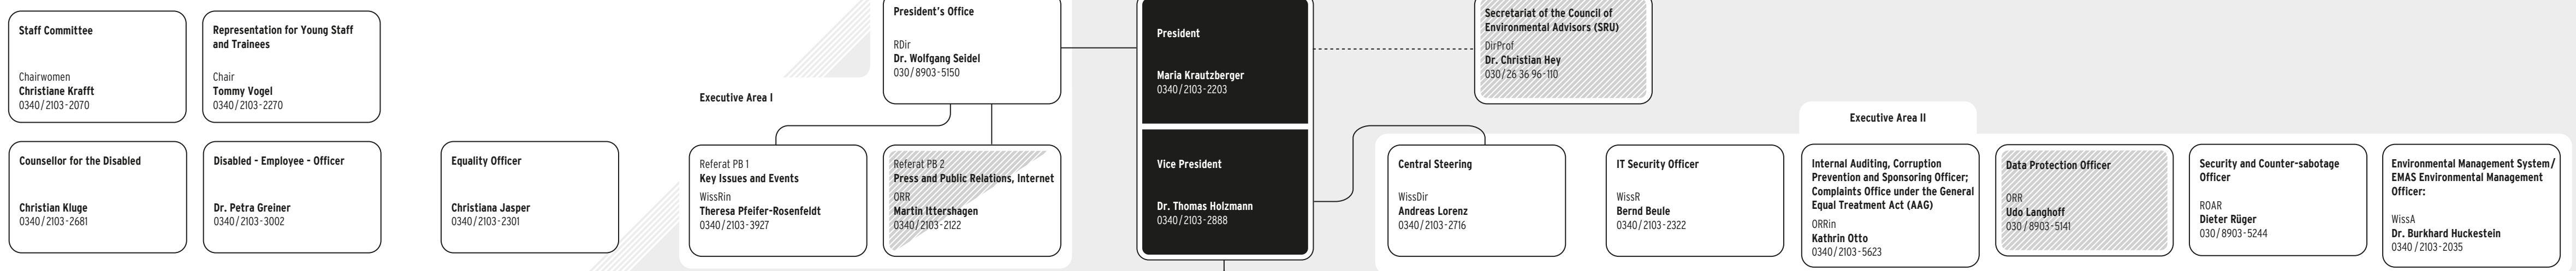 Staff Committee
Chairwomen
Christiane Krafft
0340/2103-2070
Representation for Young Staff
and Trainees
Chair
Tommy Vogel
0340/2103-2270
President's Office
RDir
Dr. Wolfgang Seidel
030/8903-5150
President
Maria Krautzberger
0340/2103-2203
Secretariat of the Council of
Environmental Advisors (SRU)
DirProf
Dr. Christian Hey
030/26 36 96-110
Executive Area I
Executive Area II
Counsellor for the Disabled
Christian Kluge
0340/2103-2681
Disabled - Employee - Officer
Dr. Petra Greiner
0340/2103-3002
Equality Officer
Christiana Jasper
0340/2103-2301
Referat PB 1
Key Issues and Events
WissRin
Theresa Pfeifer-Rosenfeldt
0340/2103-3927
Referat PB 2
Press and Public Relations, Internet
ORR
Martin Ittershagen
0340/2103-2122
Vice President
Dr. Thomas Holzmann
0340/2103-2888
Central Steering
WissDir
Andreas Lorenz
0340/2103-2716
IT Security Officer
WissR
Bernd Beule
0340/2103-2322
Internal Auditing, Corruption
Prevention and Sponsoring Officer;
Complaints Office under the General
Equal Treatment Act (AAG)
ORRin
Kathrin Otto
0340/2103-5623
Data Protection Officer
ORR
Udo Langhoff
030/8903-5141
Security and Counter-sabotage
Officer
ROAR
Dieter Rüger
030/8903-5244
Environmental Management System/
EMAS Environmental Management
Officer:
WissA
Dr. Burkhard Huckestein
0340/2103-2035